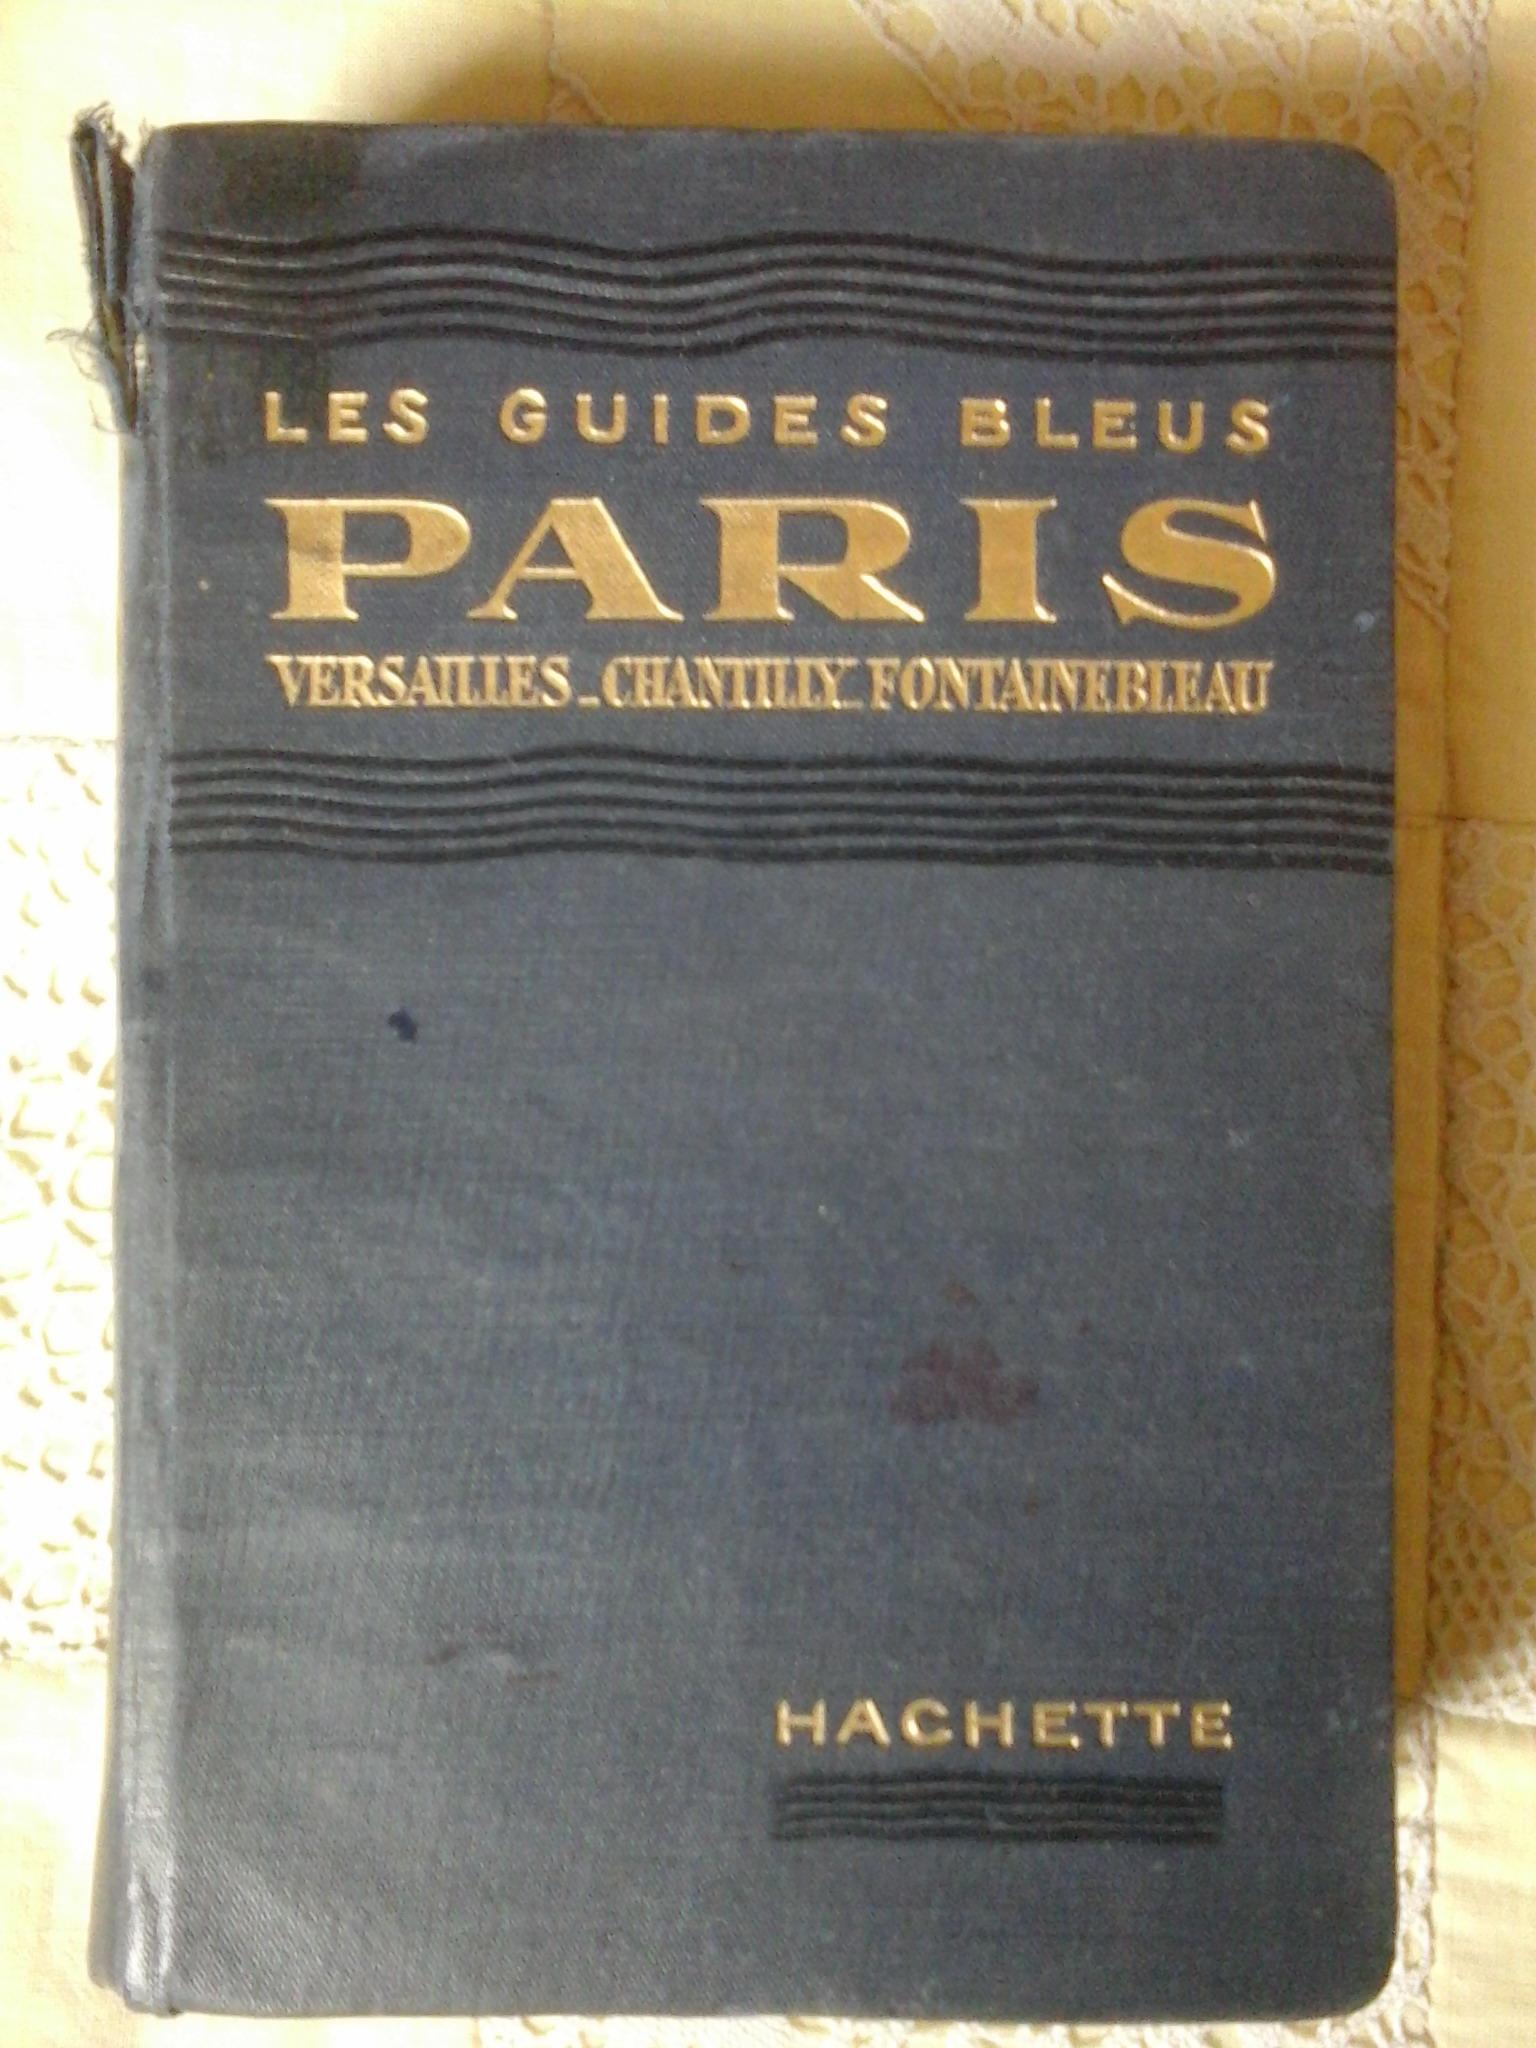 LES GUIDES BLEUS
PARIS
VERSAILLES_CHANTILLY_FONTAINEBLEAU
HACHETTE